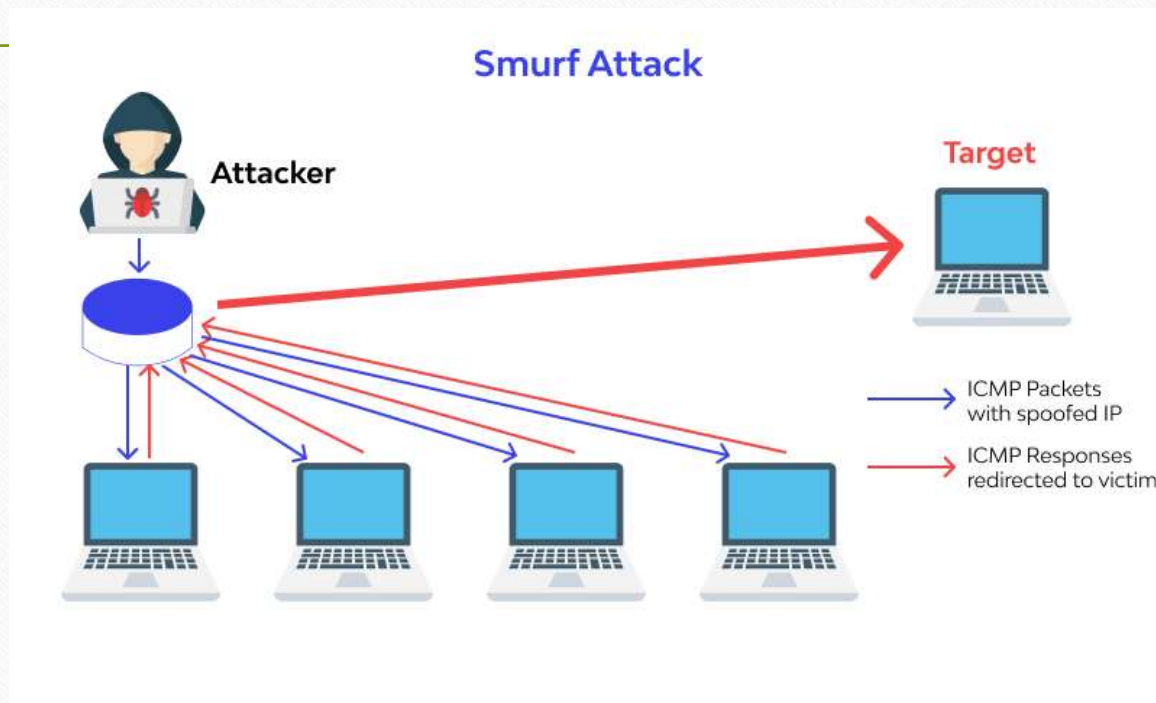 Smurf Attack
Attacker
Target
ICMP Packets
with spoofed IP
ICMP Responses
redirected to victim